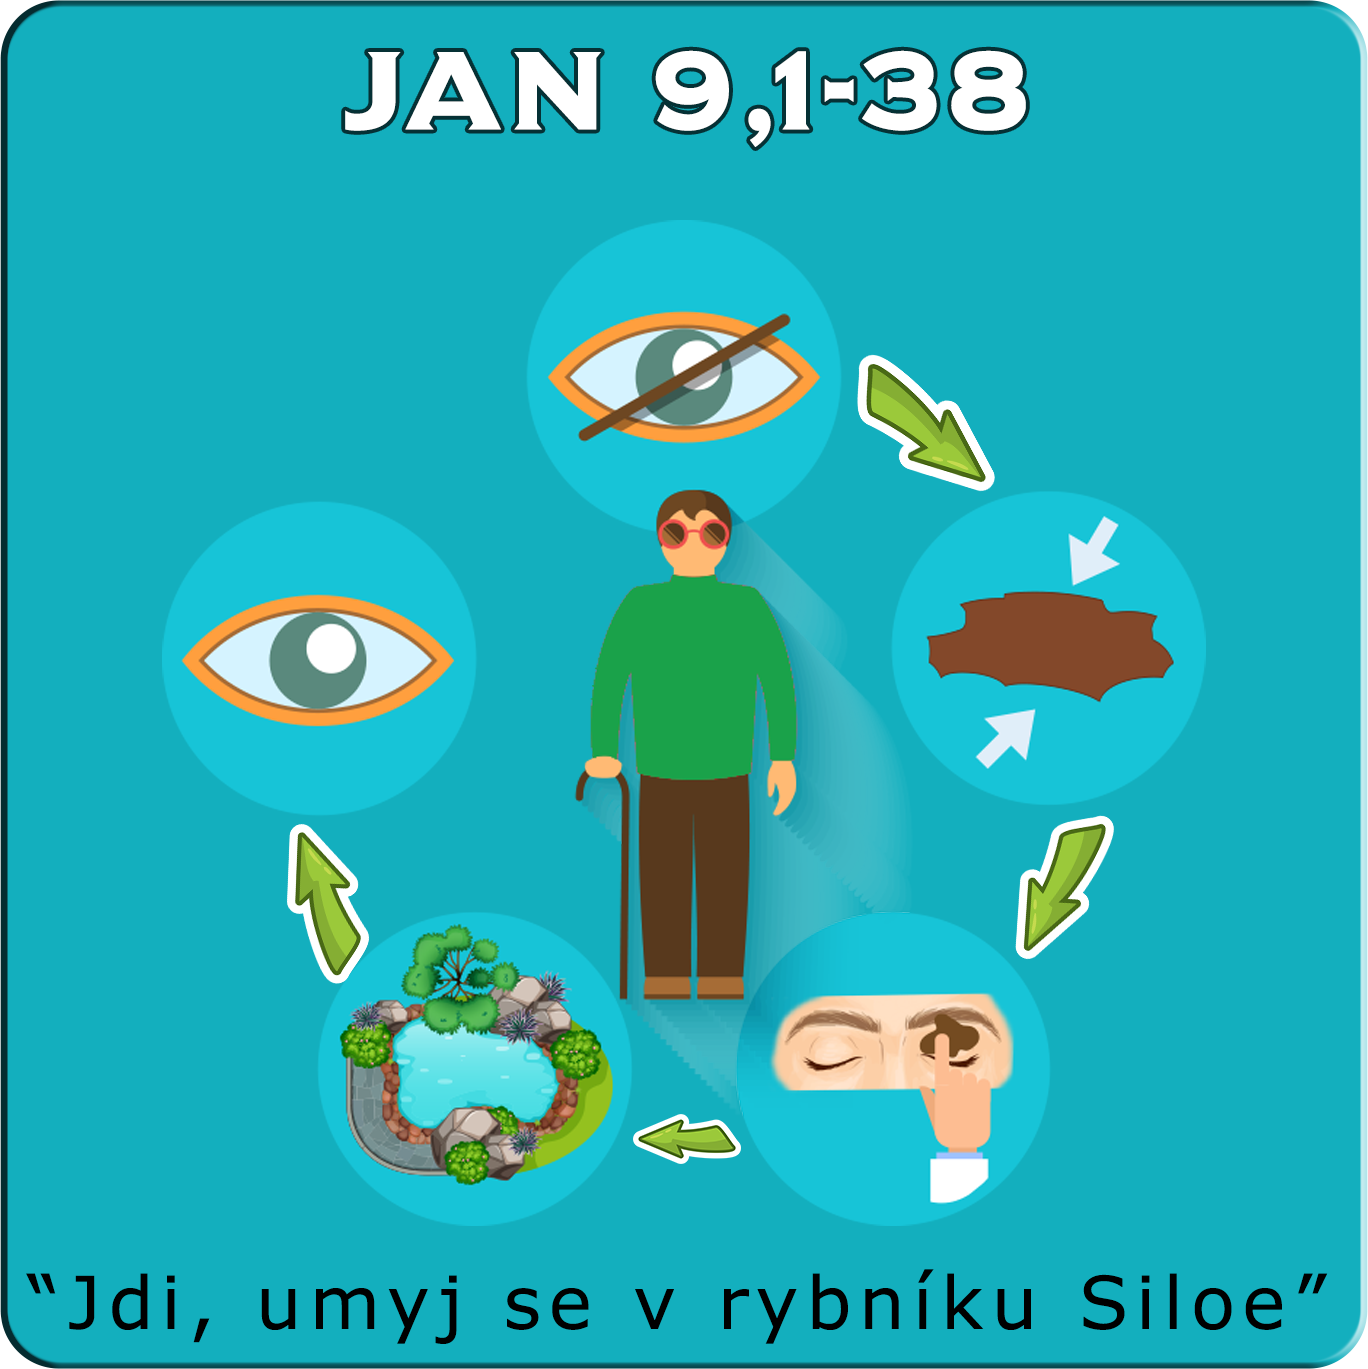 JAN 9,1-38
“Jdi, umyj se v rybníku Siloe”